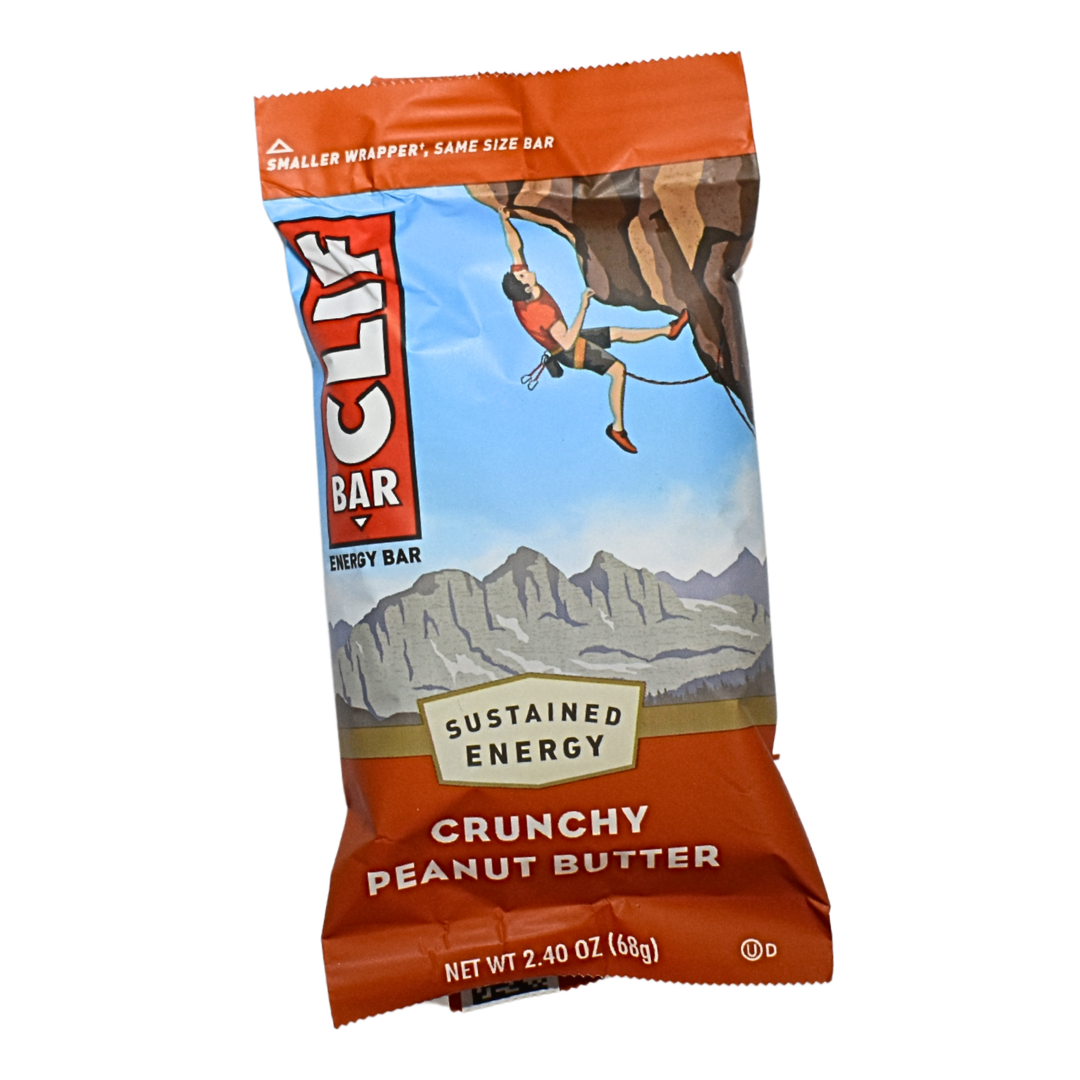 SMALLER WRAPPER†, SAME SIZE BAR
CLIF
BAR
ENERGY BAR
SUSTAINED
ENERGY
CRUNCHY
PEANUT BUTTER
NET WT 2.40 OZ (68g)
U D